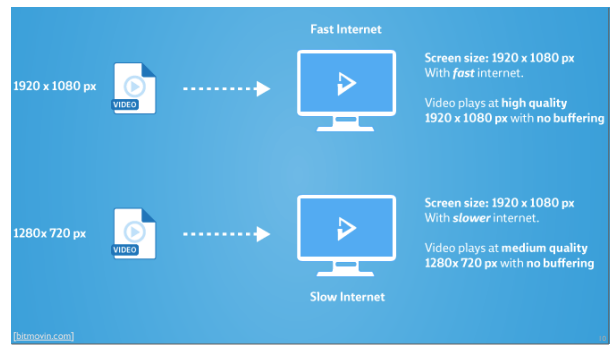 Fast Internet
1920 x 1080 px
VIDEO
Screen size: 1920 x 1080 px
With fast internet.
Video plays at high quality
1920 x 1080 px with no buffering
1280x 720 px
VIDEO
Screen size: 1920 x 1080 px
With slower internet.
Video plays at medium quality
1280x 720 px with no buffering
Slow Internet
[bitmovin.com]